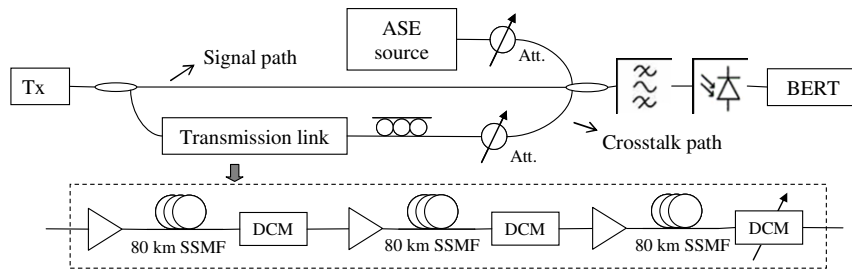 ASE
source
Att.
Signal path
Tx
BERT
Transmission link
Att.
Crosstalk path
80 km SSMF
DCM
80 km SSMF
DCM
80 km SSMF
DCM